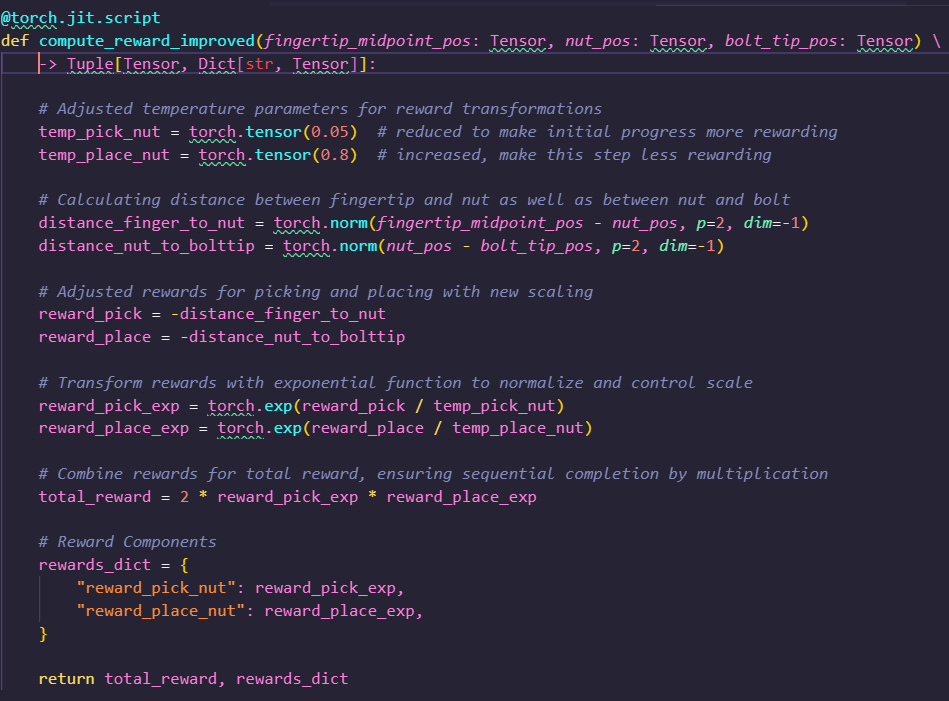 @torch.jit.script
def compute_reward_improved(fingertip_midpoint_pos: Tensor, nut_pos: Tensor, bolt_tip_pos: Tensor) \
    -> Tuple[Tensor, Dict[str, Tensor]]:

    # Adjusted temperature parameters for reward transformations
    temp_pick_nut = torch.tensor(0.05)  # reduced to make initial progress more rewarding
    temp_place_nut = torch.tensor(0.8)  # increased, make this step less rewarding

    # Calculating distance between fingertip and nut as well as between nut and bolt
    distance_finger_to_nut = torch.norm(fingertip_midpoint_pos - nut_pos, p=2, dim=-1)
    distance_nut_to_bolttip = torch.norm(nut_pos - bolt_tip_pos, p=2, dim=-1)

    # Adjusted rewards for picking and placing with new scaling
    reward_pick = -distance_finger_to_nut
    reward_place = -distance_nut_to_bolttip

    # Transform rewards with exponential function to normalize and control scale
    reward_pick_exp = torch.exp(reward_pick / temp_pick_nut)
    reward_place_exp = torch.exp(reward_place / temp_place_nut)

    # Combine rewards for total reward, ensuring sequential completion by multiplication
    total_reward = 2 * reward_pick_exp * reward_place_exp

    # Reward Components
    rewards_dict = {
        "reward_pick_nut": reward_pick_exp,
        "reward_place_nut": reward_place_exp,
    }

    return total_reward, rewards_dict